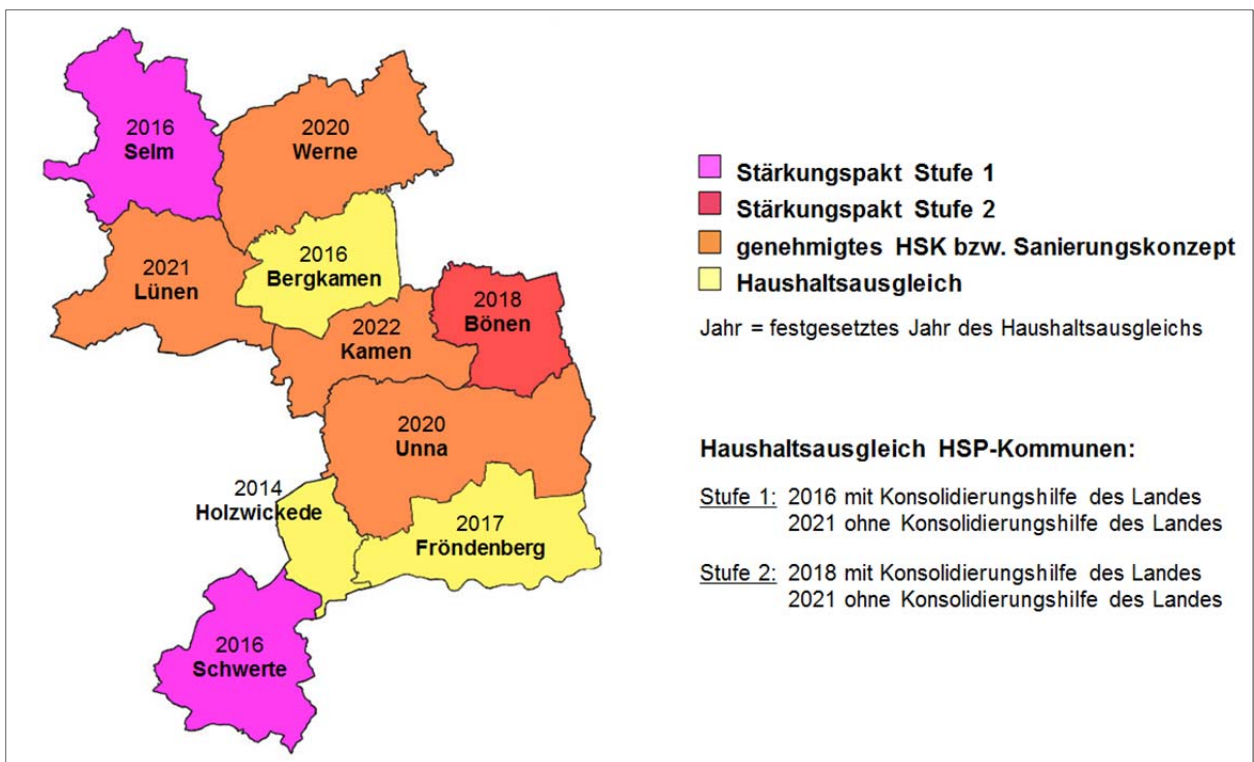 2016
Selm
2020
Werne
2016
Bergkamen
2021
Lünen
2018
Bönen
2022
Kamen
2020
Unna
2014
Holzwickede
2017
Fröndenberg
2016
Schwerte
Stärkungspakt Stufe 1
Stärkungspakt Stufe 2
genehmigtes HSK bzw. Sanierungskonzept
Haushaltsausgleich
Jahr = festgesetztes Jahr des Haushaltsausgleichs
Haushaltsausgleich HSP-Kommunen:
Stufe 1: 2016 mit Konsolidierungshilfe des Landes
2021 ohne Konsolidierungshilfe des Landes
Stufe 2: 2018 mit Konsolidierungshilfe des Landes
2021 ohne Konsolidierungshilfe des Landes